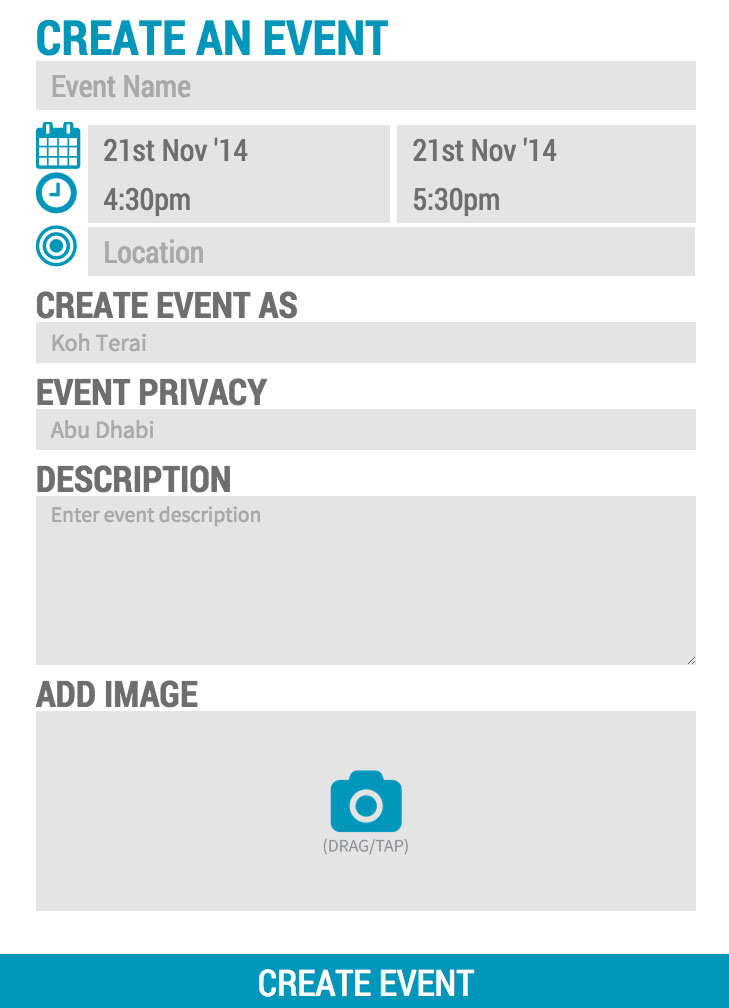 CREATE AN EVENT
Event Name
21st Nov '14
21st Nov '14
4:30pm
5:30pm
Location
CREATE EVENT AS
Koh Terai
EVENT PRIVACY
Abu Dhabi
DESCRIPTION
Enter event description
ADD IMAGE
(DRAG/TAP)
CREATE EVENT